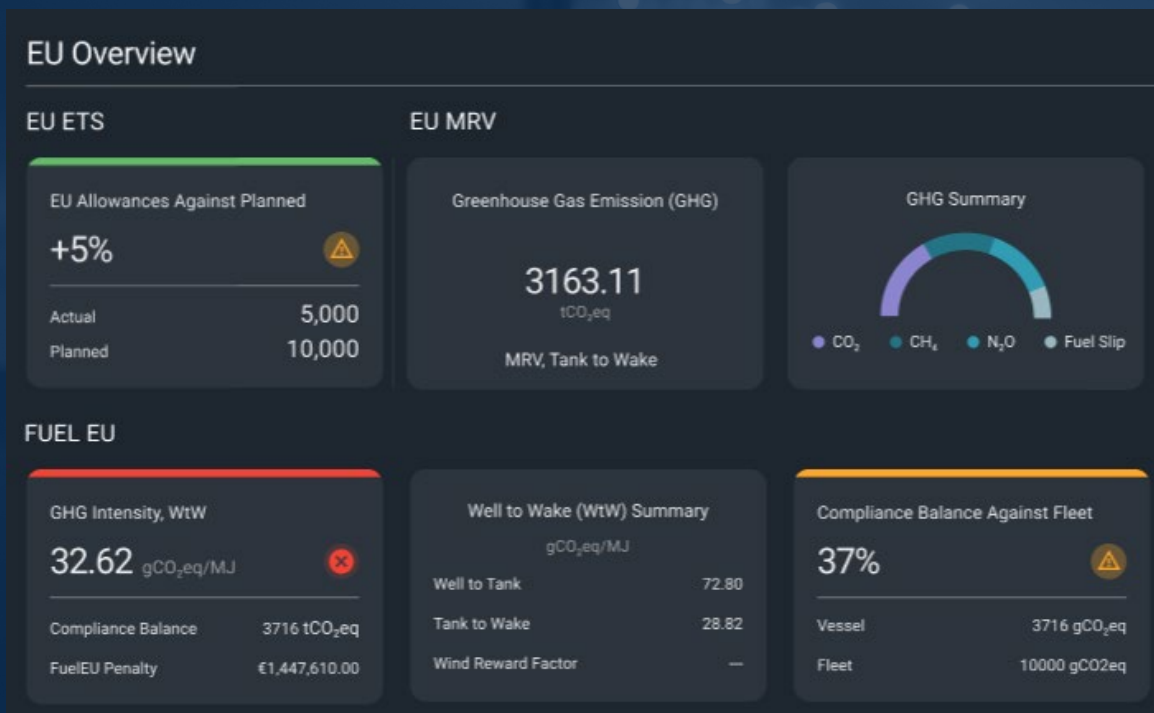 EU Overview
EU ETS
EU MRV
EU Allowances Against Planned
+5%
Actual 5,000
Planned 10,000
Greenhouse Gas Emission (GHG)
3163.11
tCO₂eq
MRV, Tank to Wake
GHG Summary
CO₂ CH₄ N₂O Fuel Slip
FUEL EU
GHG Intensity, WtW
32.62 gCO₂eq/MJ
Compliance Balance 3716 tCO₂eq
FuelEU Penalty €1,447,610.00
Well to Wake (WtW) Summary
gCO₂eq/MJ
Well to Tank 72.80
Tank to Wake 28.82
Wind Reward Factor —
Compliance Balance Against Fleet
37%
Vessel 3716 gCO₂eq
Fleet 10000 gCO2eq